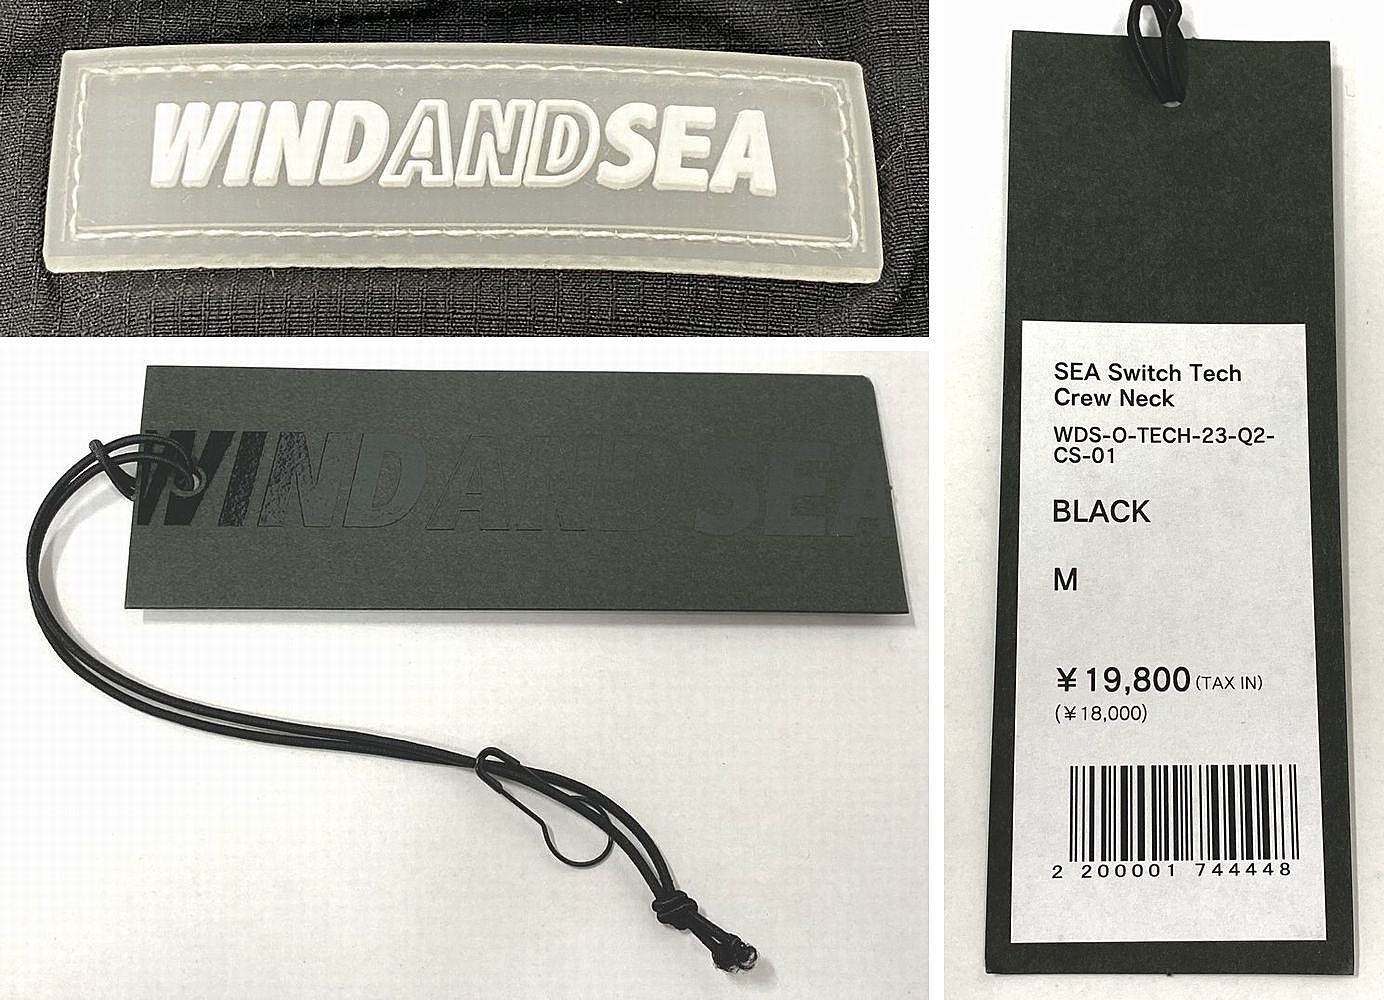 WINDANDSEA
WINDANDSEA
SEA Switch Tech
Crew Neck
WDS-O-TECH-23-Q2-
CS-01
BLACK
M
¥19,800 (TAX IN)
(¥18,000)
2 200001 744448